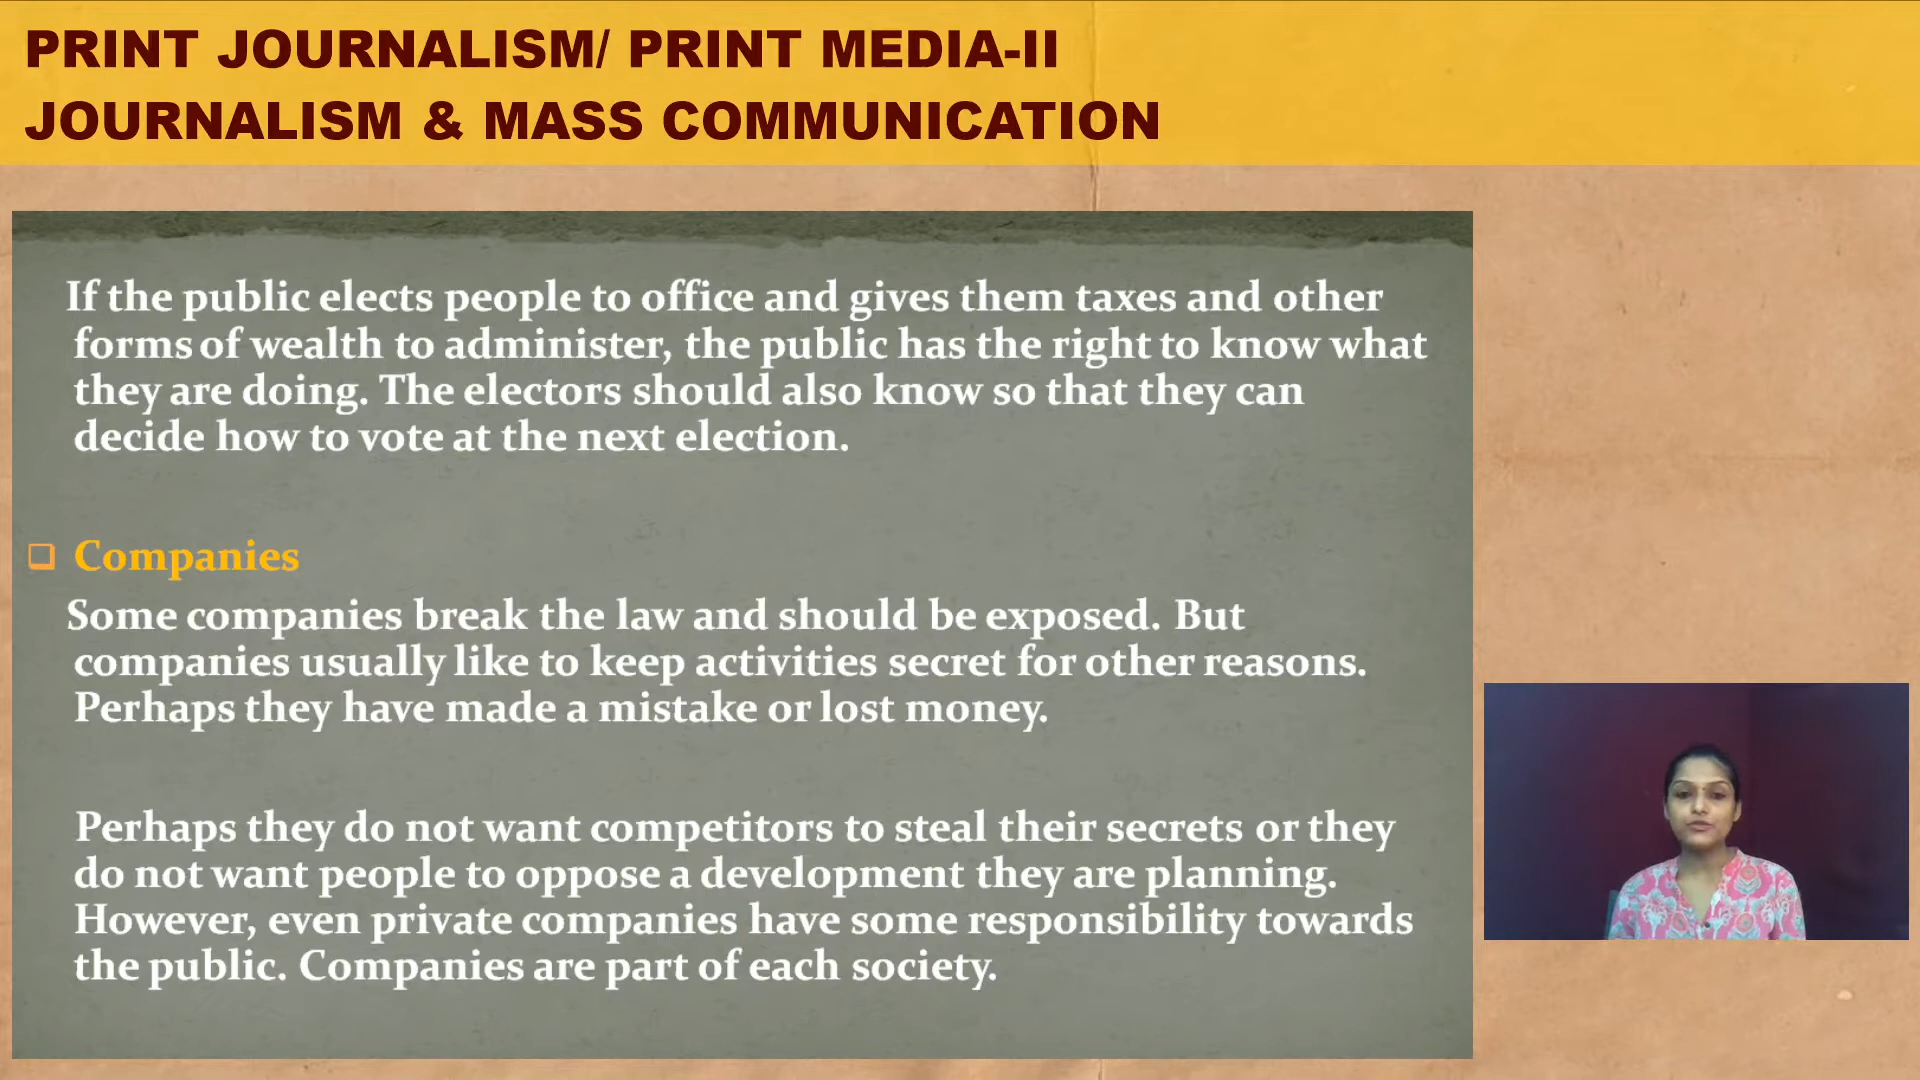 PRINT JOURNALISM/ PRINT MEDIA-II
JOURNALISM & MASS COMMUNICATION
If the public elects people to office and gives them taxes and other
forms of wealth to administer, the public has the right to know what
they are doing. The electors should also know so that they can
decide how to vote at the next election.
Companies
Some companies break the law and should be exposed. But
companies usually like to keep activities secret for other reasons.
Perhaps they have made a mistake or lost money.
Perhaps they do not want competitors to steal their secrets or they
do not want people to oppose a development they are planning.
However, even private companies have some responsibility towards
the public. Companies are part of each society.